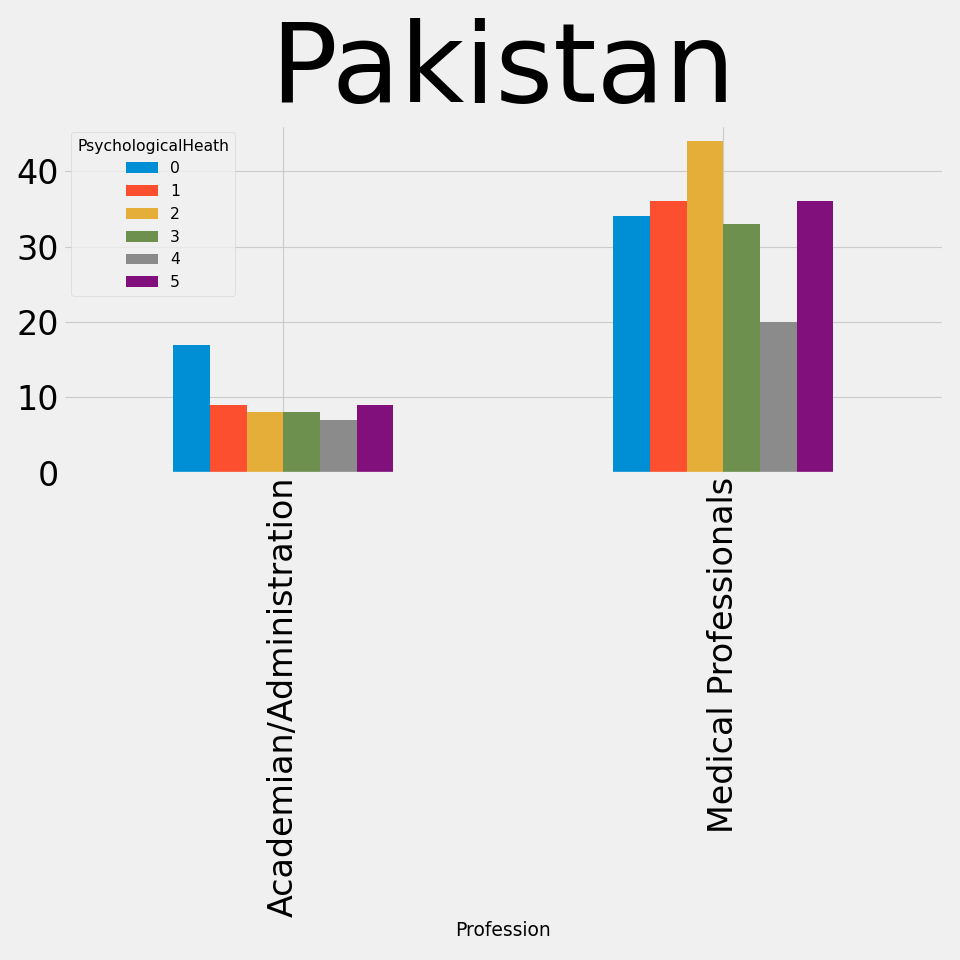 Pakistan
PsychologicalHeath
0
1
2
3
4
5
40
30
20
10
0
Academian/Administration
Medical Professionals
Profession